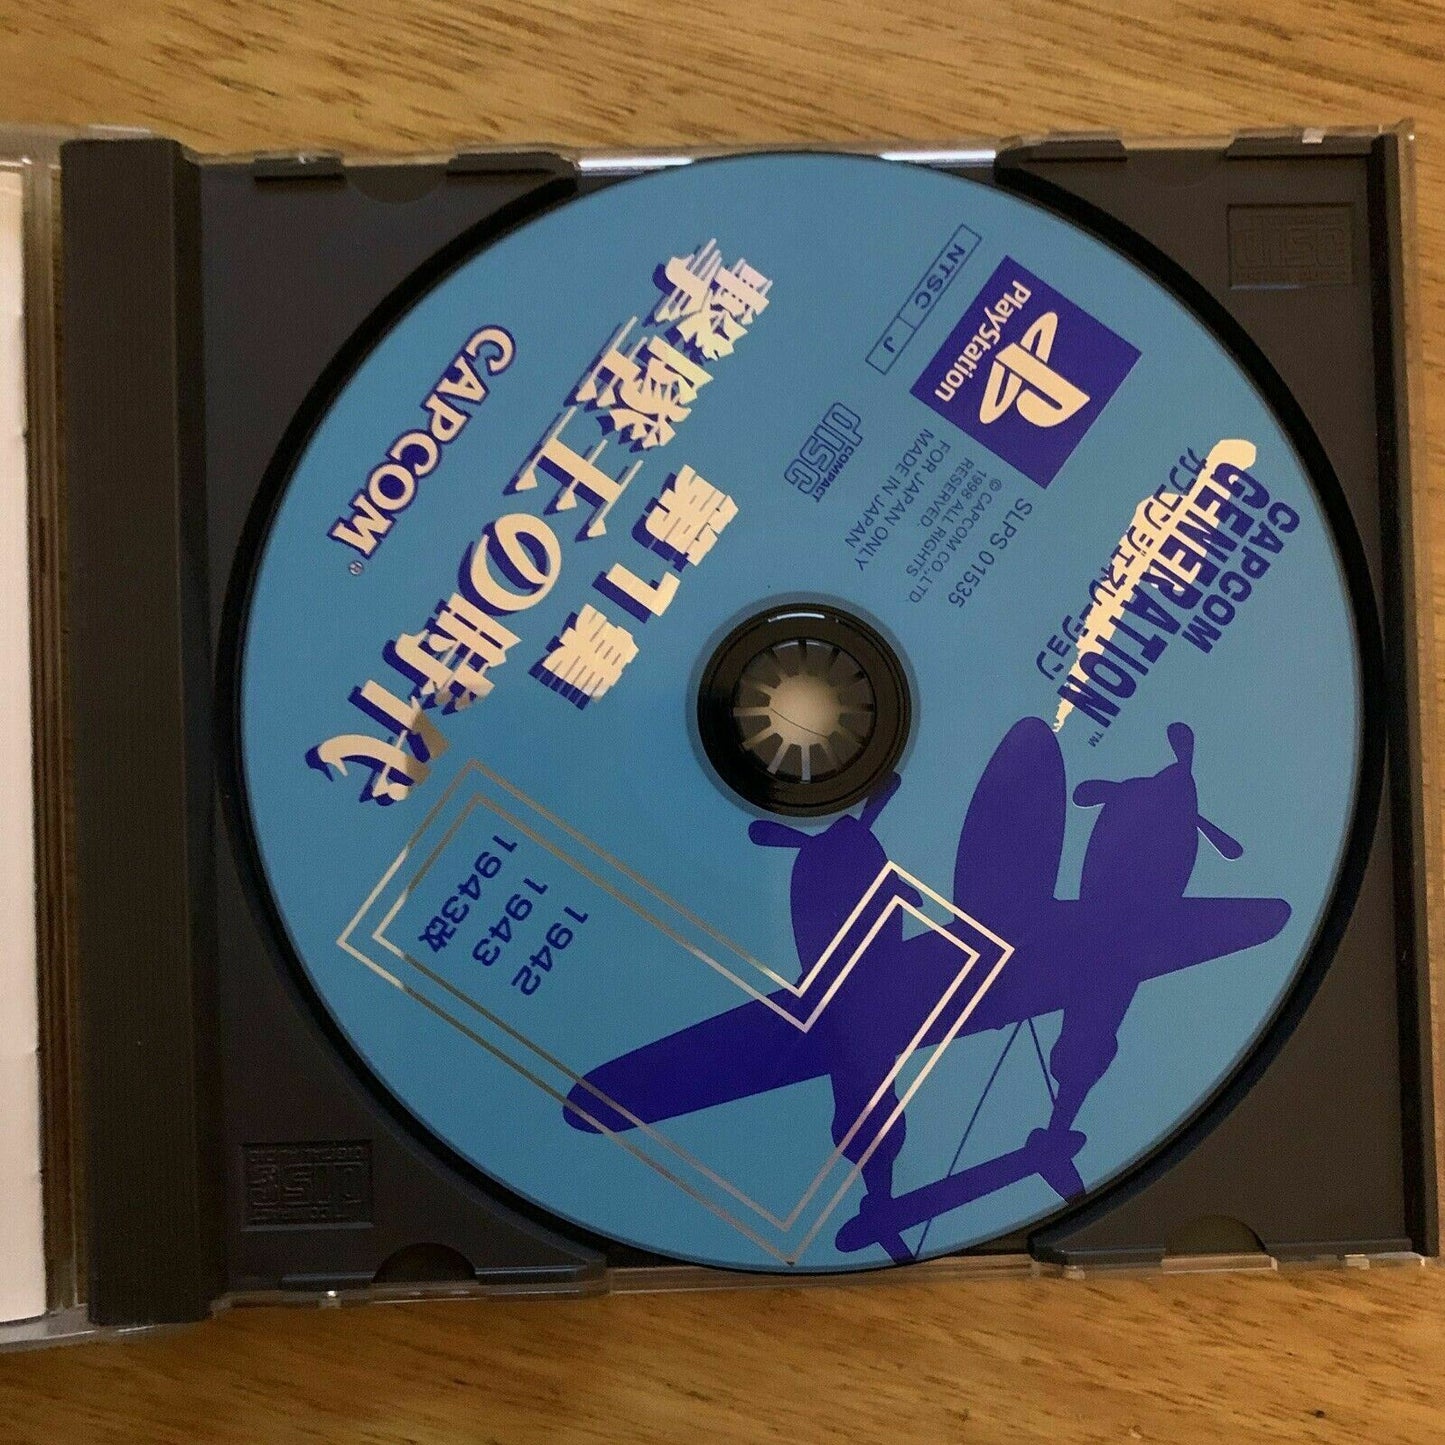 CAPCOM
GENERATION™
カプコン ジェネレーション
PlayStation
NTSC J
SLPS 01535
© CAPCOM CO.,LTD.
1998 ALL RIGHTS
RESERVED.
FOR JAPAN ONLY
MADE IN JAPAN
COMPACT
disc
第1集
撃墜王の時代
CAPCOM®
1942
1943
1943改